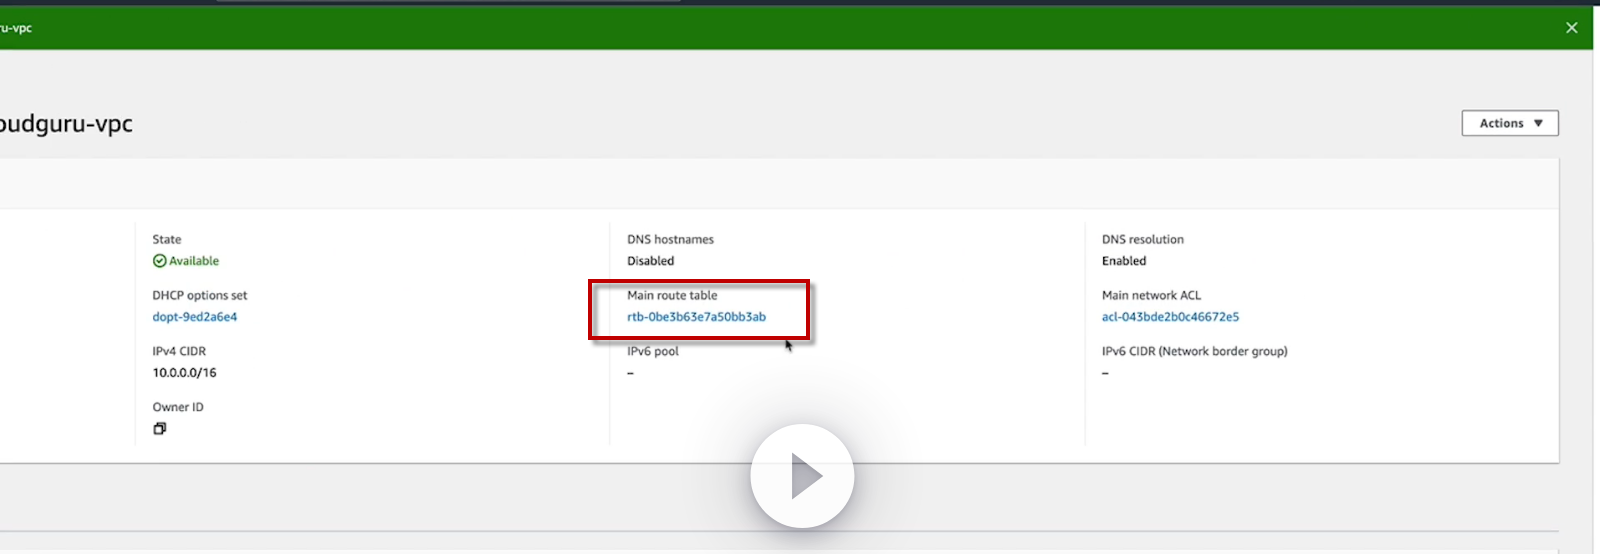 ru-vpc
oudguru-vpc
Actions
State
Available
DHCP options set
dopt-9ed2a6e4
IPv4 CIDR
10.0.0.0/16
Owner ID
DNS hostnames
Disabled
Main route table
rtb-0be3b63e7a50bb3ab
IPv6 pool
–
DNS resolution
Enabled
Main network ACL
acl-043bde2b0c46672e5
IPv6 CIDR (Network border group)
–